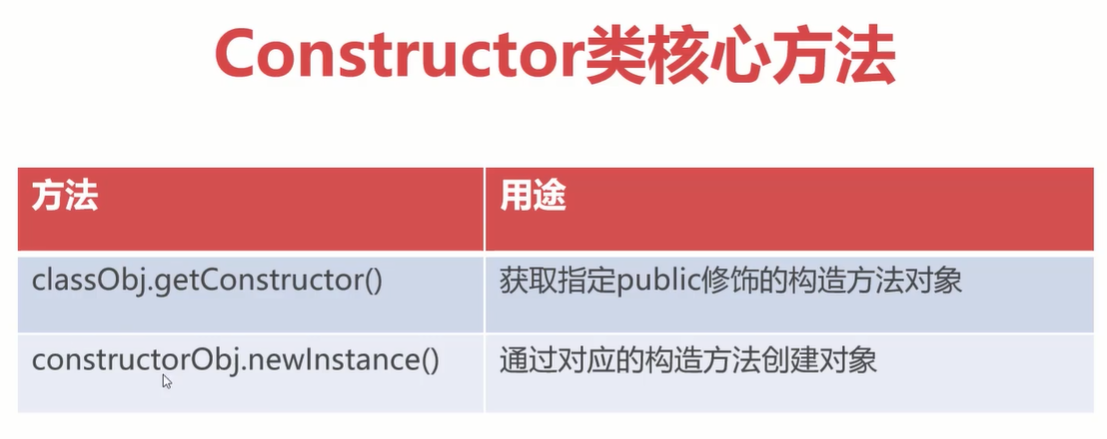 Constructor类核心方法
方法
用途
classObj.getConstructor()
获取指定public修饰的构造方法对象
constructorObj.newInstance()
通过对应的构造方法创建对象